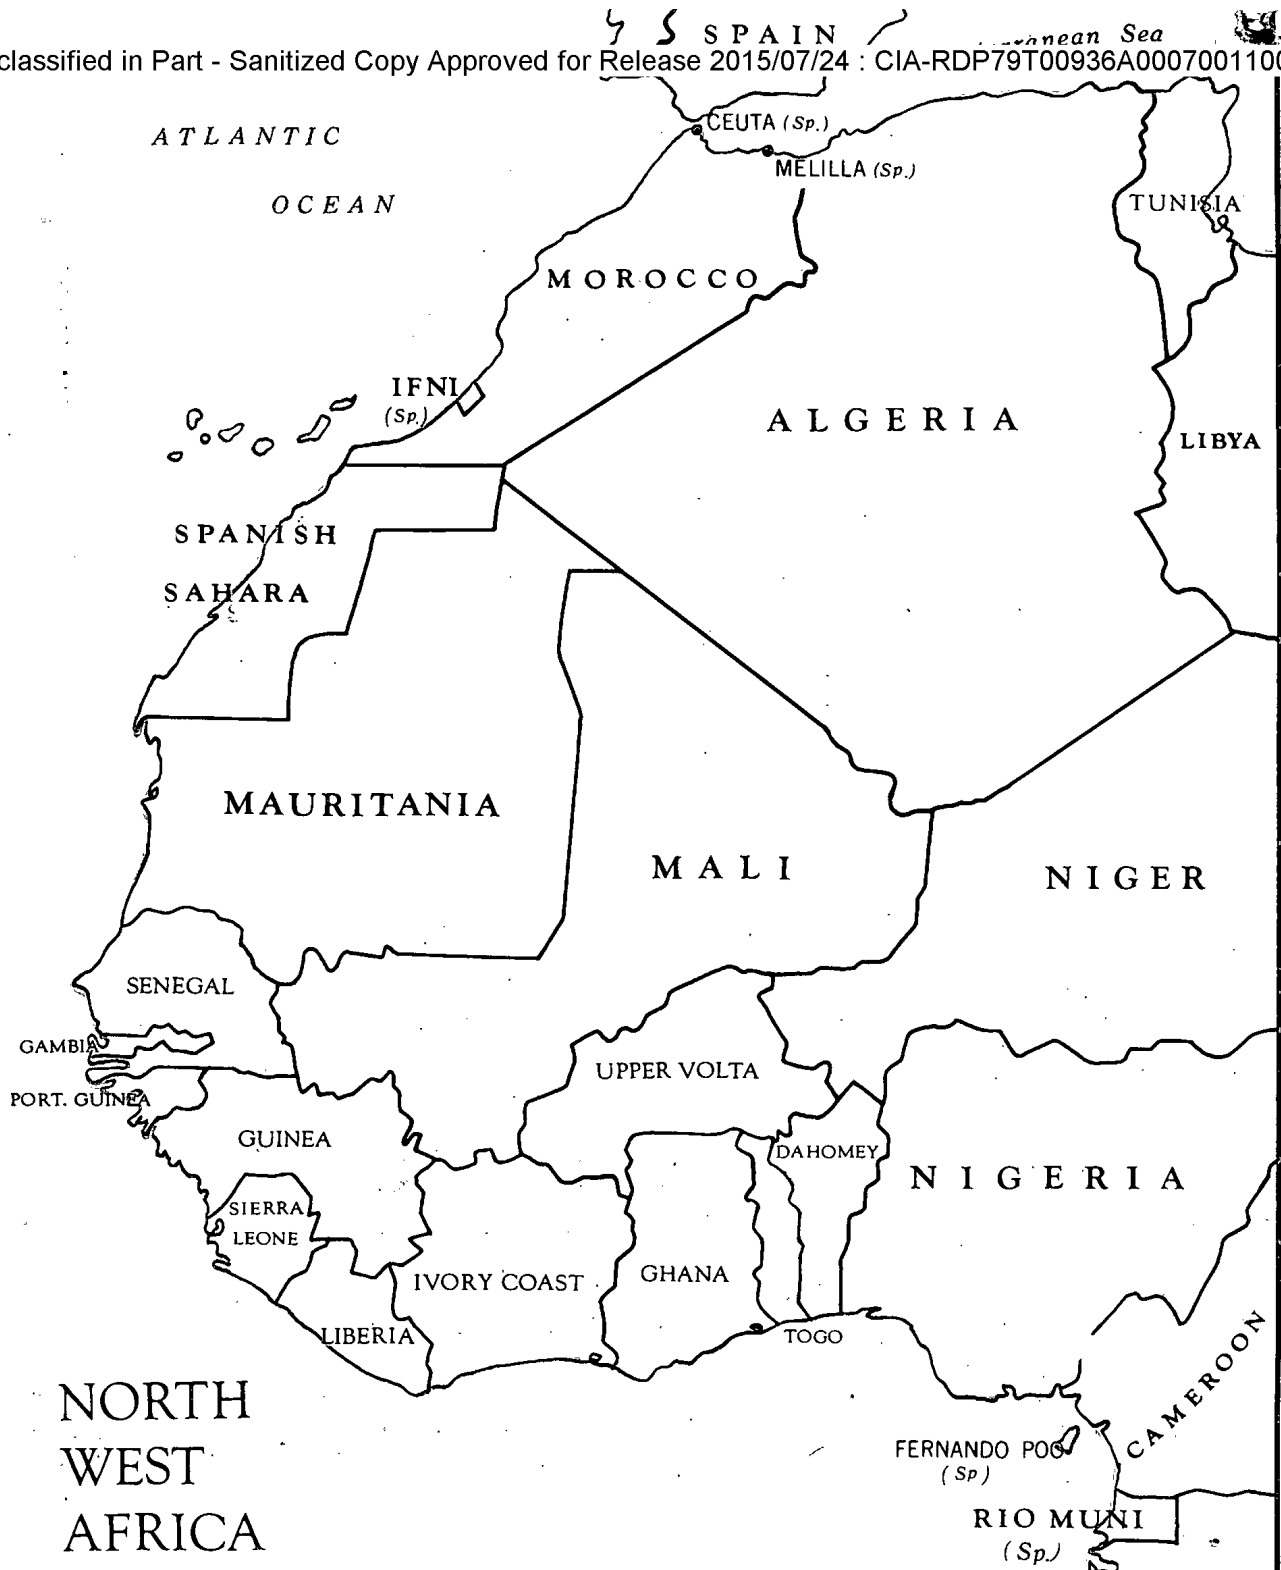 SPAIN
Sea
classified in Part - Sanitized Copy Approved for Release 2015/07/24 : CIA-RDP79T00936A0007001100
CEUTA (Sp.)
ATLANTIC
MELILLA (Sp.)
OCEAN
TUNISIA
MOROCCO
IFNI
(Sp.)
ALGERIA
LIBYA
SPANISH
SAHARA
MAURITANIA
MALI
NIGER
SENEGAL
GAMBIA
UPPER VOLTA
PORT. GUINEA
GUINEA
DAHOMEY
NIGERIA
SIERRA
LEONE
IVORY COAST
GHANA
LIBERIA
TOGO
CAMEROON
NORTH
WEST
AFRICA
FERNANDO POO
(Sp)
RIO MUNI
(Sp.)